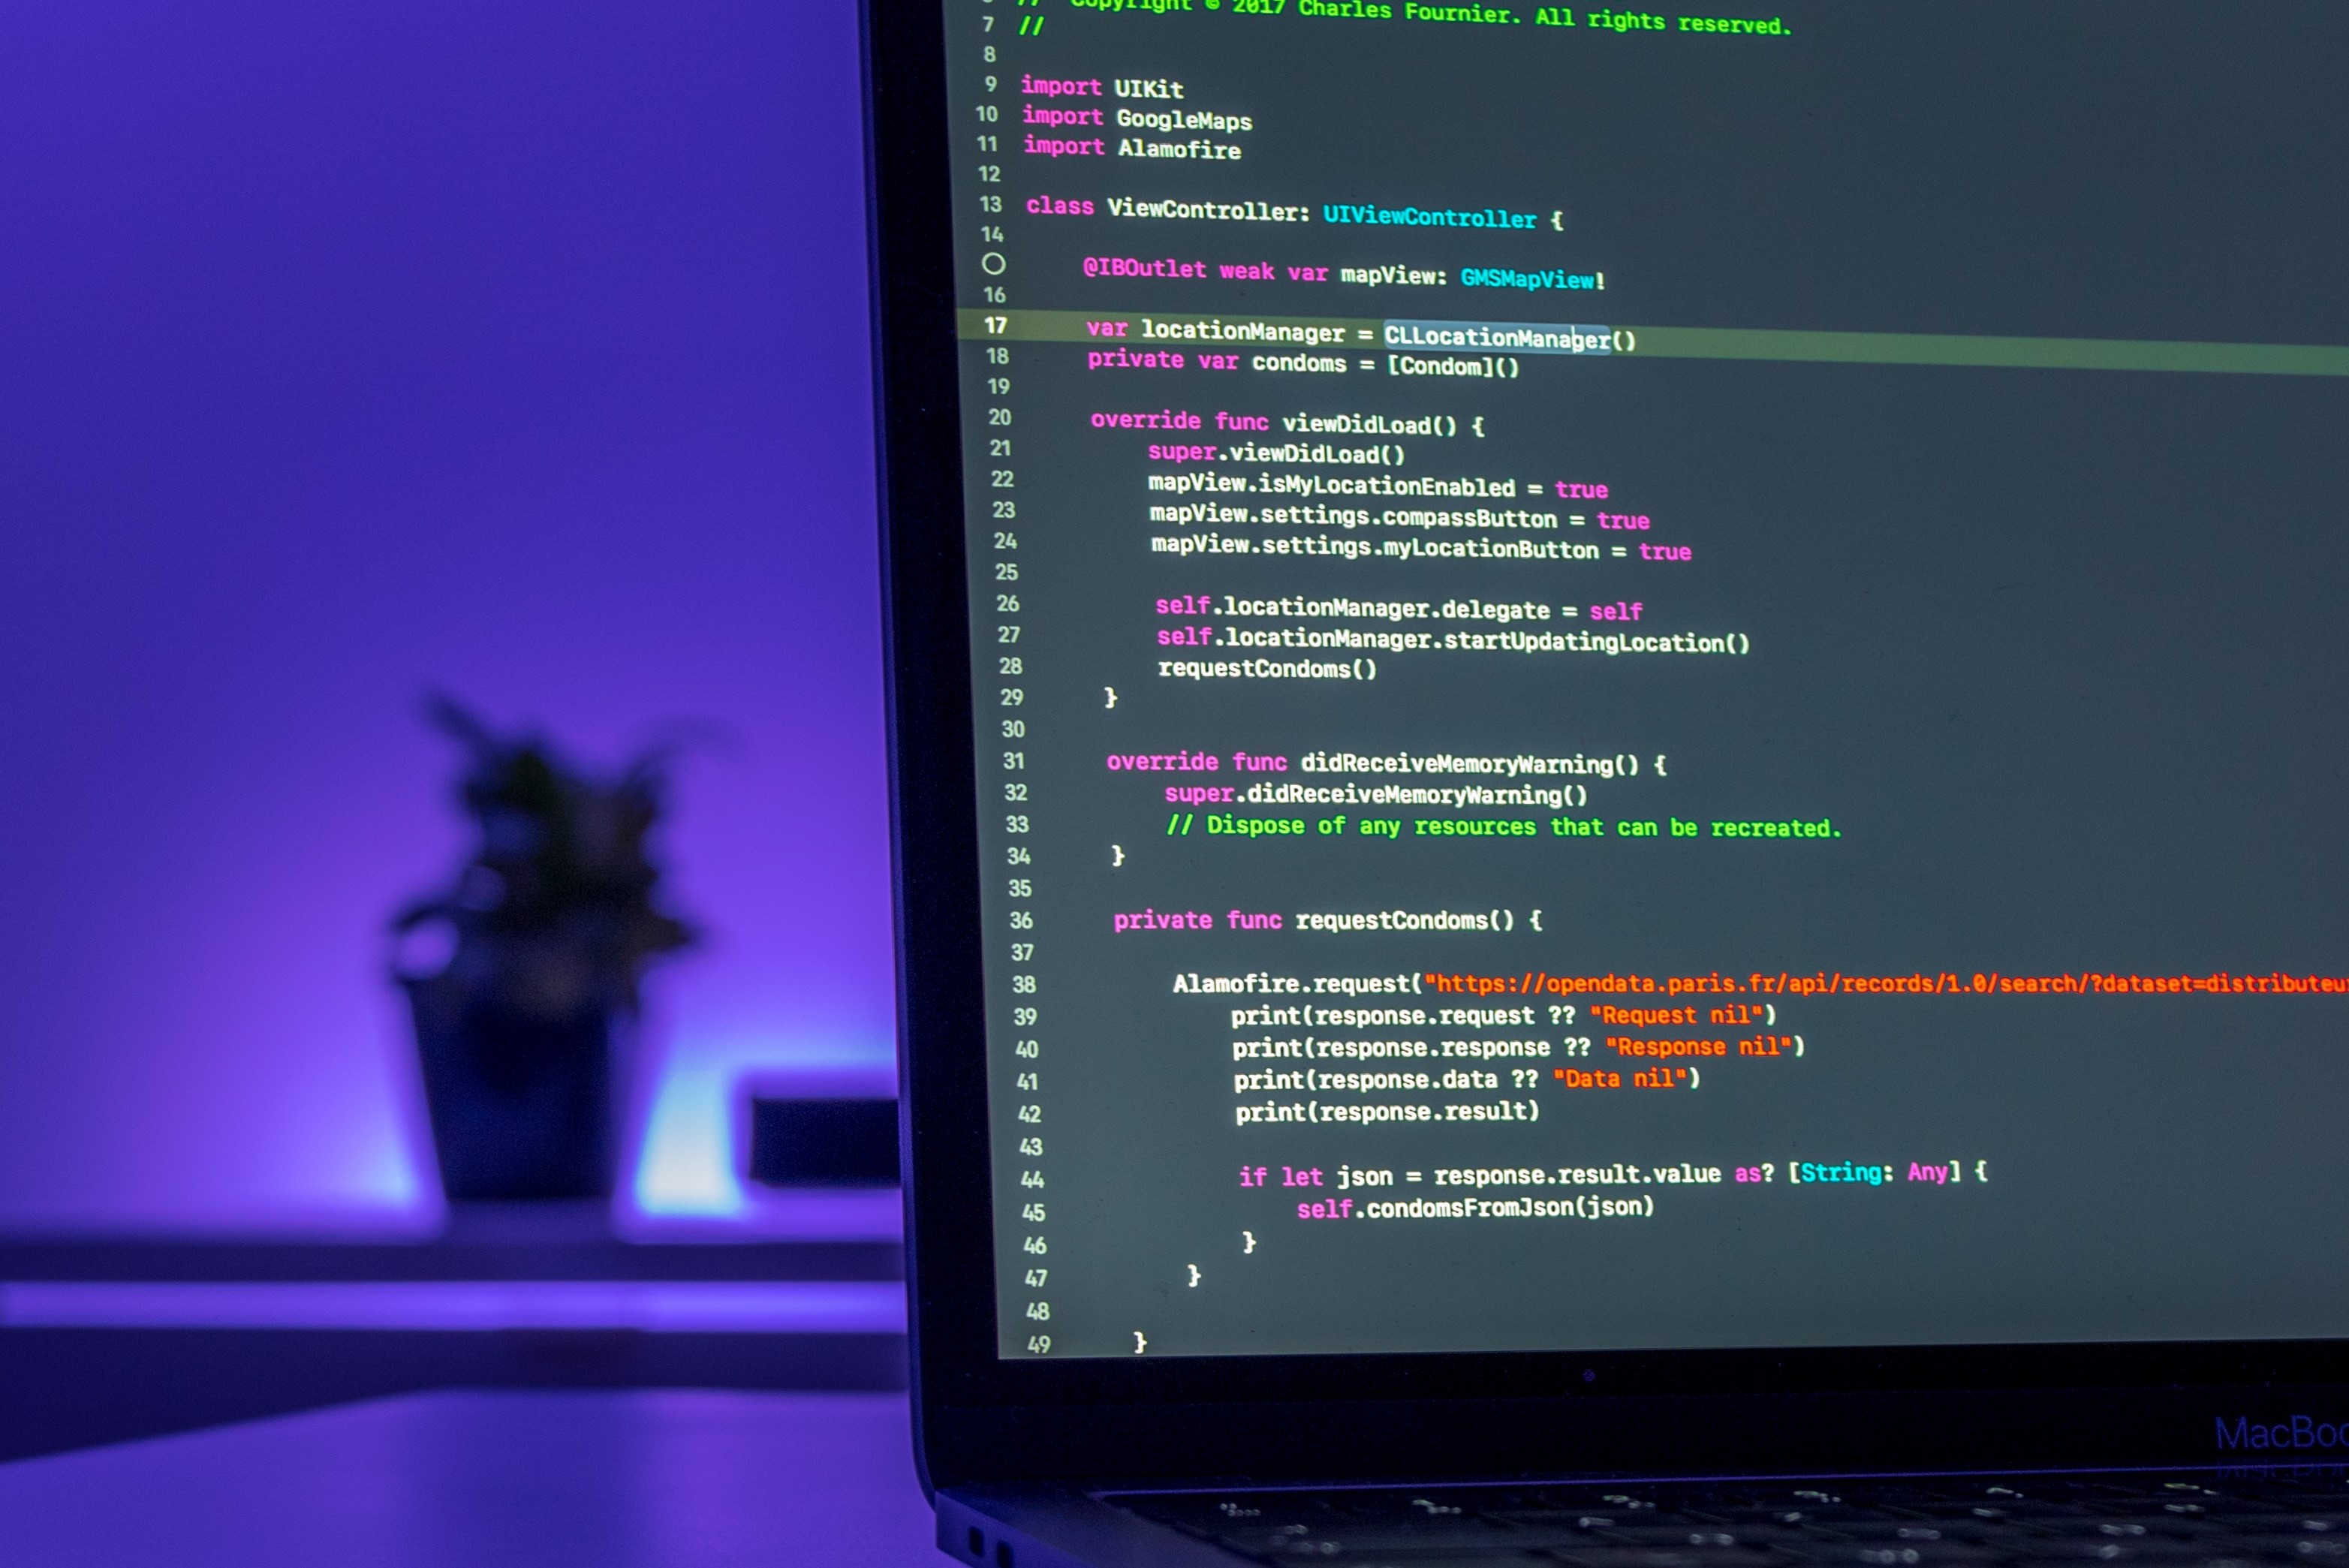 // Copyright © 2017 Charles Fournier. All rights reserved.
7 //
8
9 import UIKit
10 import GoogleMaps
11 import Alamofire
12
13 class ViewController: UIViewController {
14
@IBOutlet weak var mapView: GMSMapView!
16
17 var locationManager = CLLocationManager()
18 private var condoms = [Condom]()
19
20 override func viewDidLoad() {
21 super.viewDidLoad()
22 mapView.isMyLocationEnabled = true
23 mapView.settings.compassButton = true
24 mapView.settings.myLocationButton = true
25
26 self.locationManager.delegate = self
27 self.locationManager.startUpdatingLocation()
28 requestCondoms()
29 }
30
31 override func didReceiveMemoryWarning() {
32 super.didReceiveMemoryWarning()
33 // Dispose of any resources that can be recreated.
34 }
35
36 private func requestCondoms() {
37
38 Alamofire.request("https://opendata.paris.fr/api/records/1.0/search/?dataset=distributeu
39 print(response.request ?? "Request nil")
40 print(response.response ?? "Response nil")
41 print(response.data ?? "Data nil")
42 print(response.result)
43
44 if let json = response.result.value as? [String: Any] {
45 self.condomsFromJson(json)
46 }
47 }
48
49 }
MacBoo